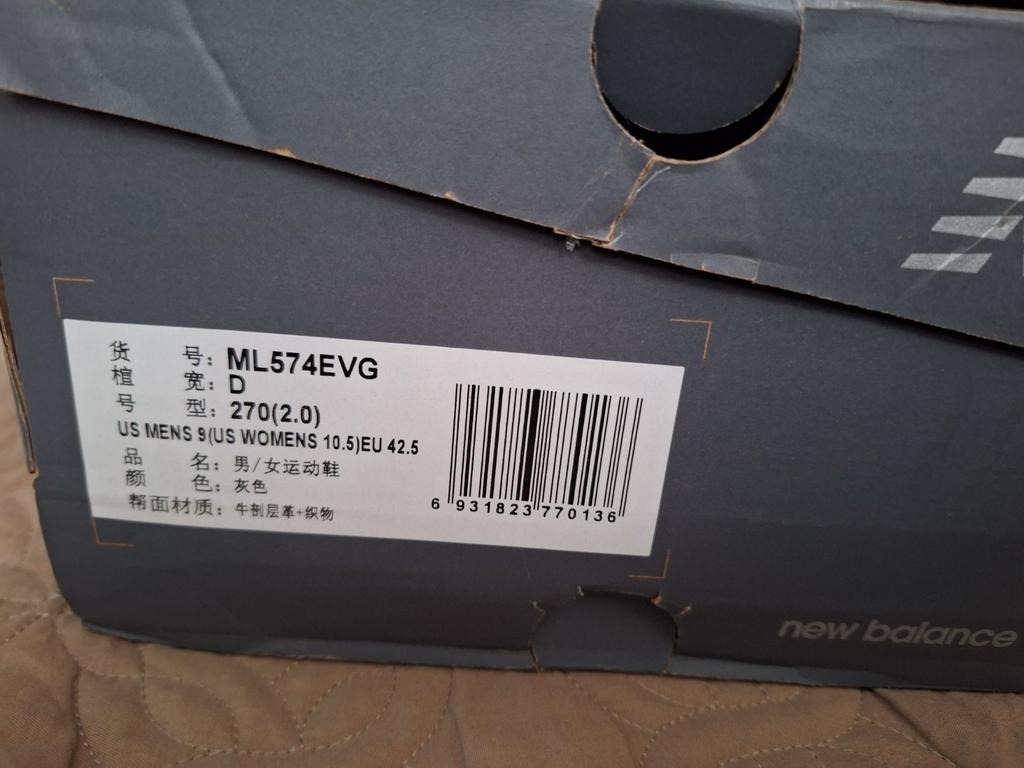 货号: ML574EVG
楦宽: D
号型: 270(2.0)
US MENS 9(US WOMENS 10.5)EU 42.5
品名: 男/女运动鞋
颜色: 灰色
帮面材质: 牛剖层革+织物
6 931823 770136
new balance